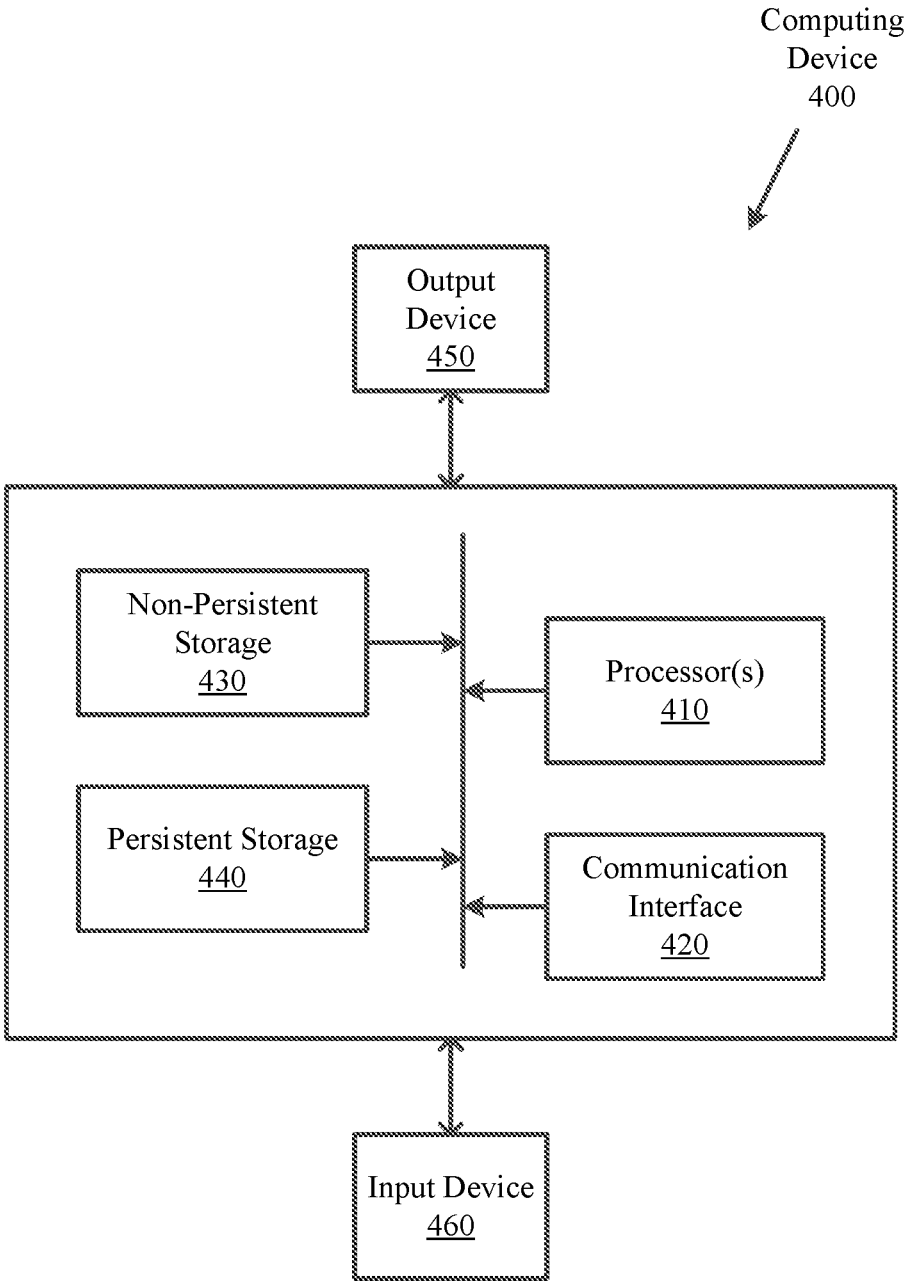 Computing
Device
400
Output
Device
450
Non-Persistent
Storage
430
Processor(s)
410
Persistent Storage
440
Communication
Interface
420
Input Device
460